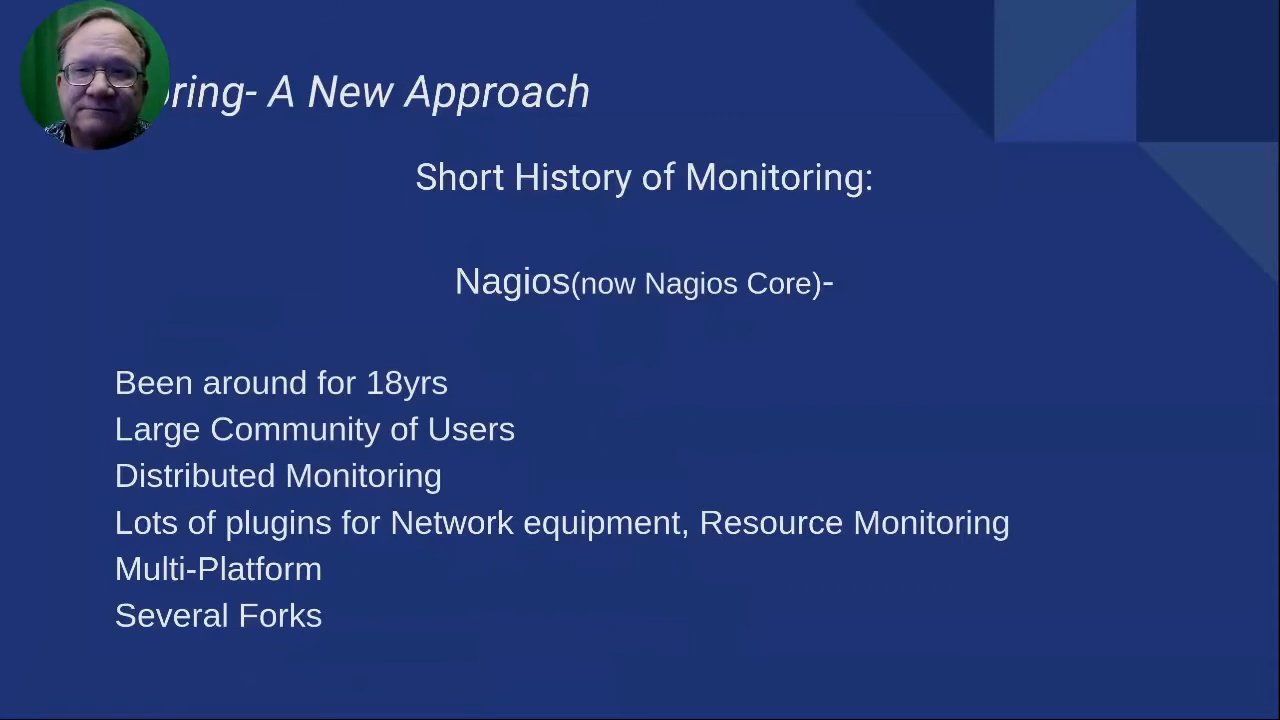 oring- A New Approach
Short History of Monitoring:
Nagios(now Nagios Core)-
Been around for 18yrs
Large Community of Users
Distributed Monitoring
Lots of plugins for Network equipment, Resource Monitoring
Multi-Platform
Several Forks